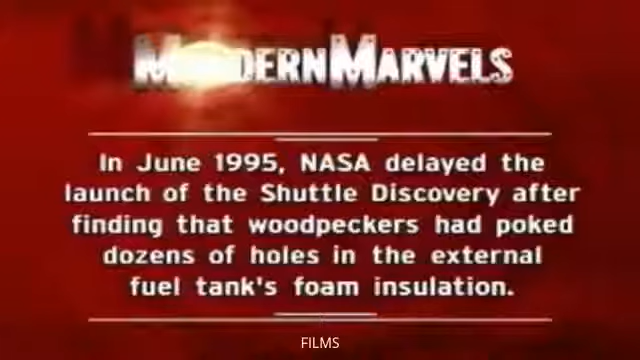 Modern Marvels
In June 1995, NASA delayed the
launch of the Shuttle Discovery after
finding that woodpeckers had poked
dozens of holes in the external
fuel tank's foam insulation.
FILMS